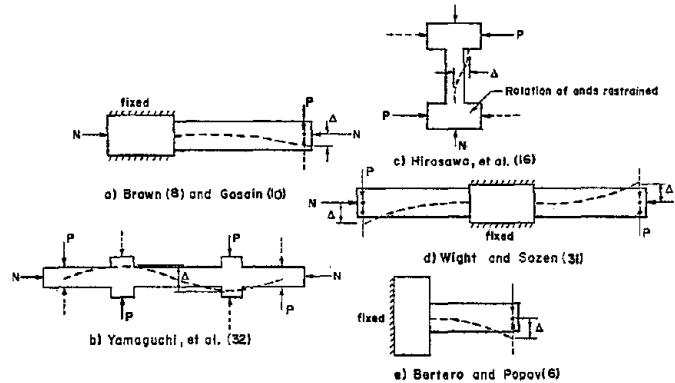 fixed
P
Δ
N
N
a) Brown (8) and Gosain (10)
P
Δ
P
Rotation of ends restrained
N
c) Hirasawa, et al. (16)
P
P
N
Δ
N
P
P
b) Yamaguchi, et al. (32)
P
N
Δ
fixed
Δ
N
P
d) Wight and Sozen (31)
fixed
Δ
e) Bertero and Popov (6)